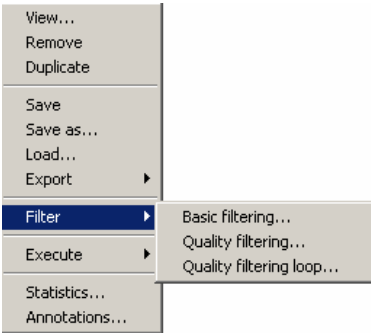 View...
Remove
Duplicate
Save
Save as...
Load...
Export
Filter
Basic filtering...
Quality filtering...
Quality filtering loop...
Execute
Statistics...
Annotations...